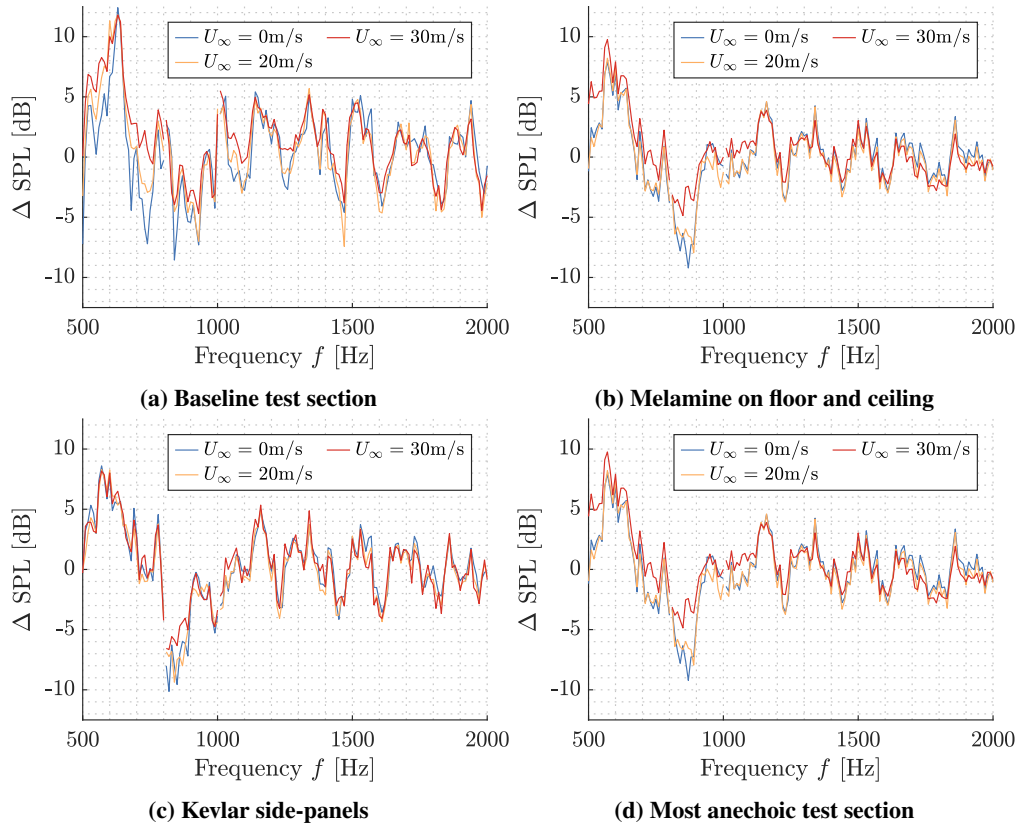 10
5
0
-5
-10
Δ SPL [dB]
U∞ = 0m/s
U∞ = 30m/s
U∞ = 20m/s
500
1000
1500
2000
Frequency f [Hz]
(a) Baseline test section
10
5
0
-5
-10
Δ SPL [dB]
U∞ = 0m/s
U∞ = 30m/s
U∞ = 20m/s
500
1000
1500
2000
Frequency f [Hz]
(b) Melamine on floor and ceiling
10
5
0
-5
-10
Δ SPL [dB]
U∞ = 0m/s
U∞ = 30m/s
U∞ = 20m/s
500
1000
1500
2000
Frequency f [Hz]
(c) Kevlar side-panels
10
5
0
-5
-10
Δ SPL [dB]
U∞ = 0m/s
U∞ = 30m/s
U∞ = 20m/s
500
1000
1500
2000
Frequency f [Hz]
(d) Most anechoic test section